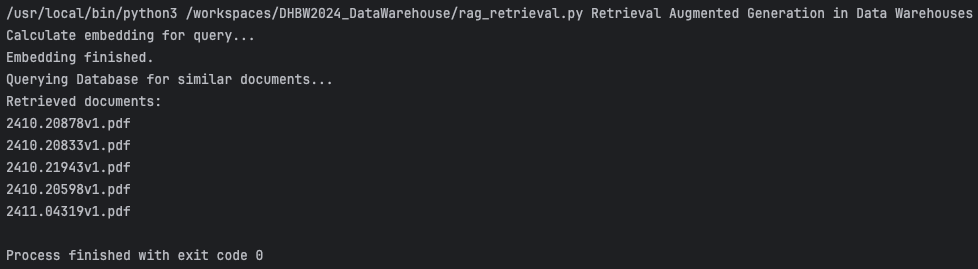 /usr/local/bin/python3 /workspaces/DHBW2024_DataWarehouse/rag_retrieval.py Retrieval Augmented Generation in Data Warehouses
Calculate embedding for query...
Embedding finished.
Querying Database for similar documents...
Retrieved documents:
2410.20878v1.pdf
2410.20833v1.pdf
2410.21943v1.pdf
2410.20598v1.pdf
2411.04319v1.pdf
Process finished with exit code 0